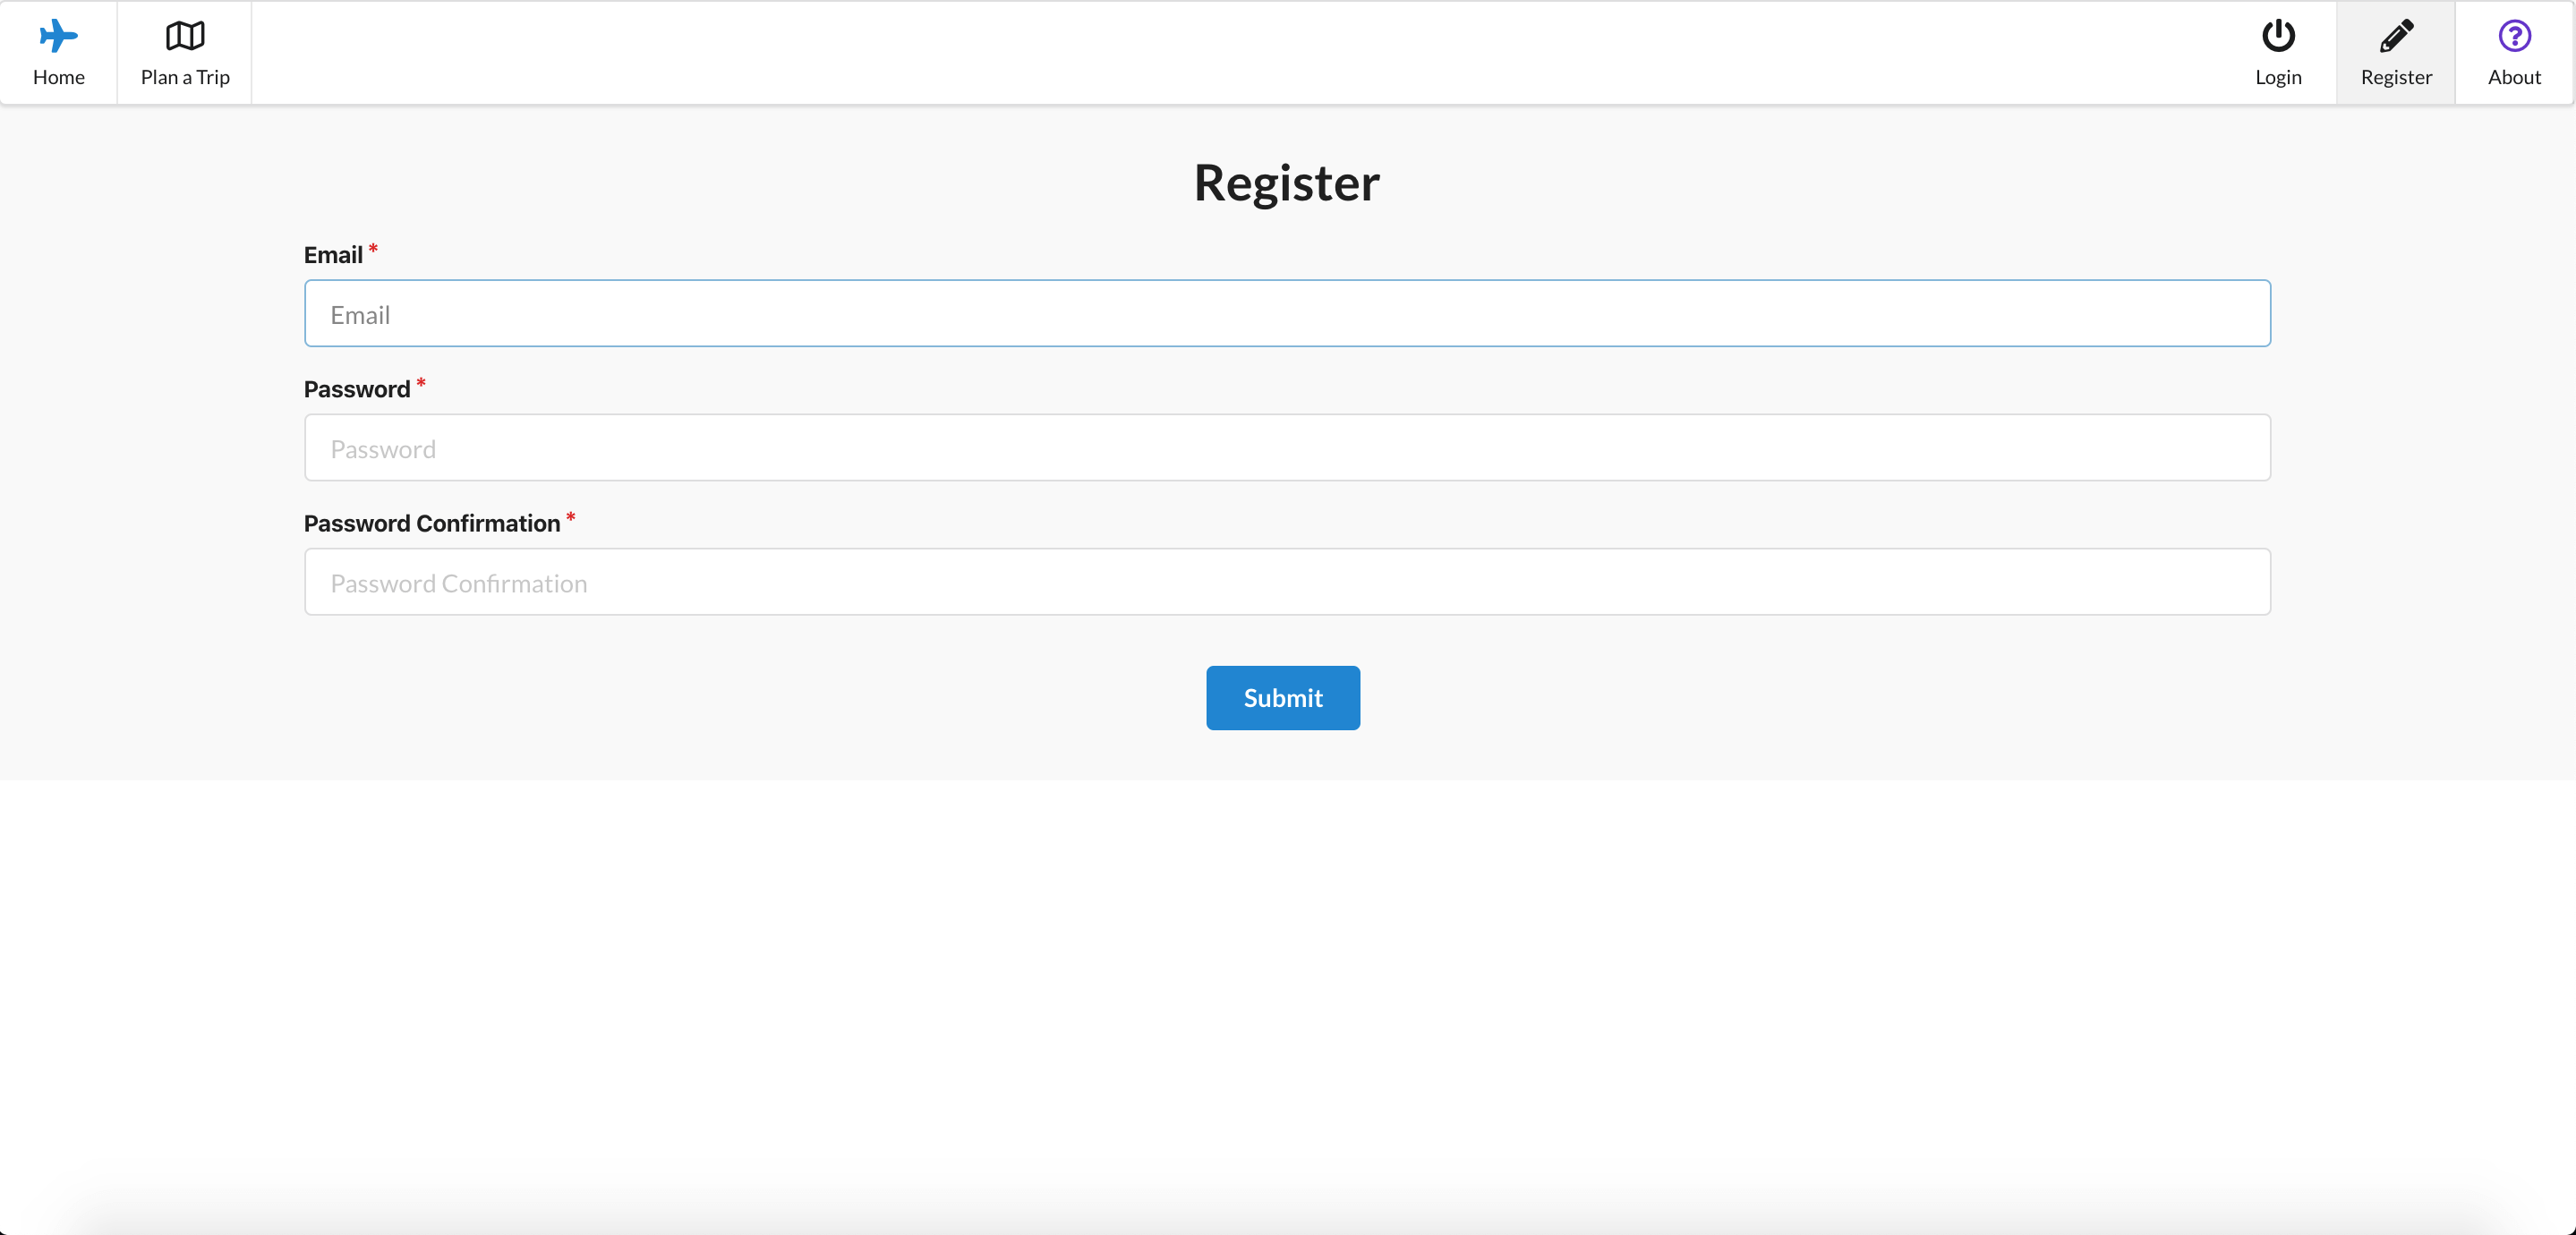 Home Plan a Trip Login Register About
Register
Email *
Email
Password *
Password
Password Confirmation *
Password Confirmation
Submit